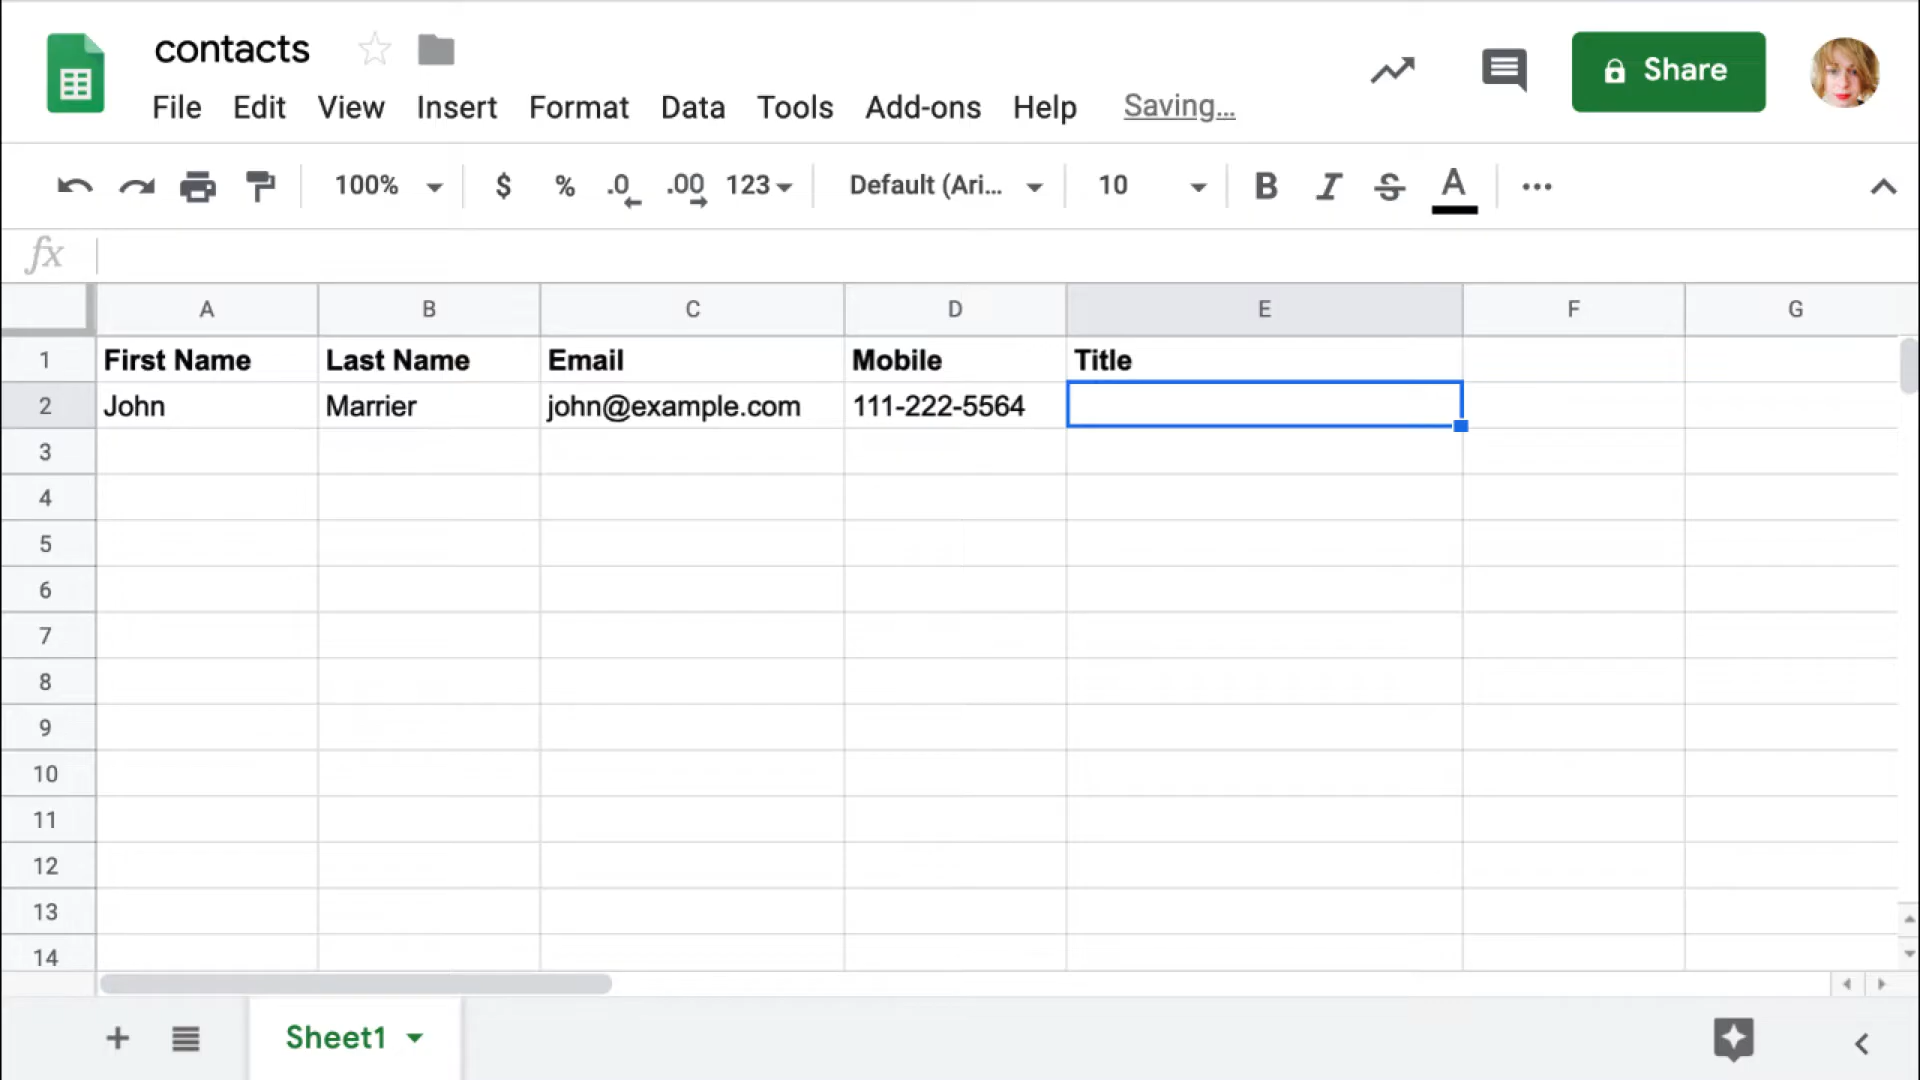 contacts
File Edit View Insert Format Data Tools Add-ons Help Saving...
Share
100% $ % .0 .00 123 Default (Ari... 10 B I S A
fx
A B C D E F G
1 First Name Last Name Email Mobile Title
2 John Marrier john@example.com 111-222-5564
3
4
5
6
7
8
9
10
11
12
13
14
Sheet1